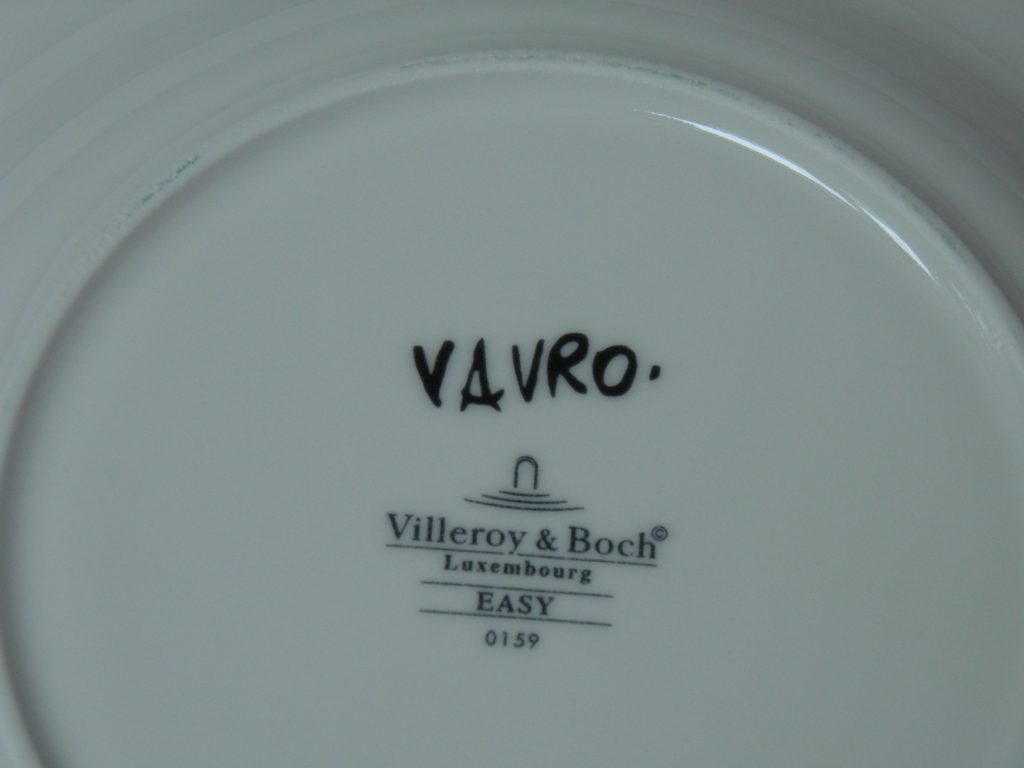 VAVRO.
Villeroy & Boch©
Luxembourg
EASY
0159